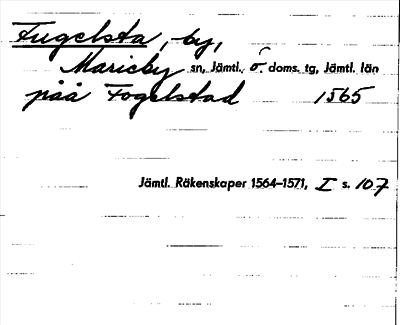 Fugelsta, by,
Marieby sn, Jämtl. ö. doms. tg, Jämtl. län
påå Fogelstad 1565
Jämtl. Räkenskaper 1564–1571, I s. 107